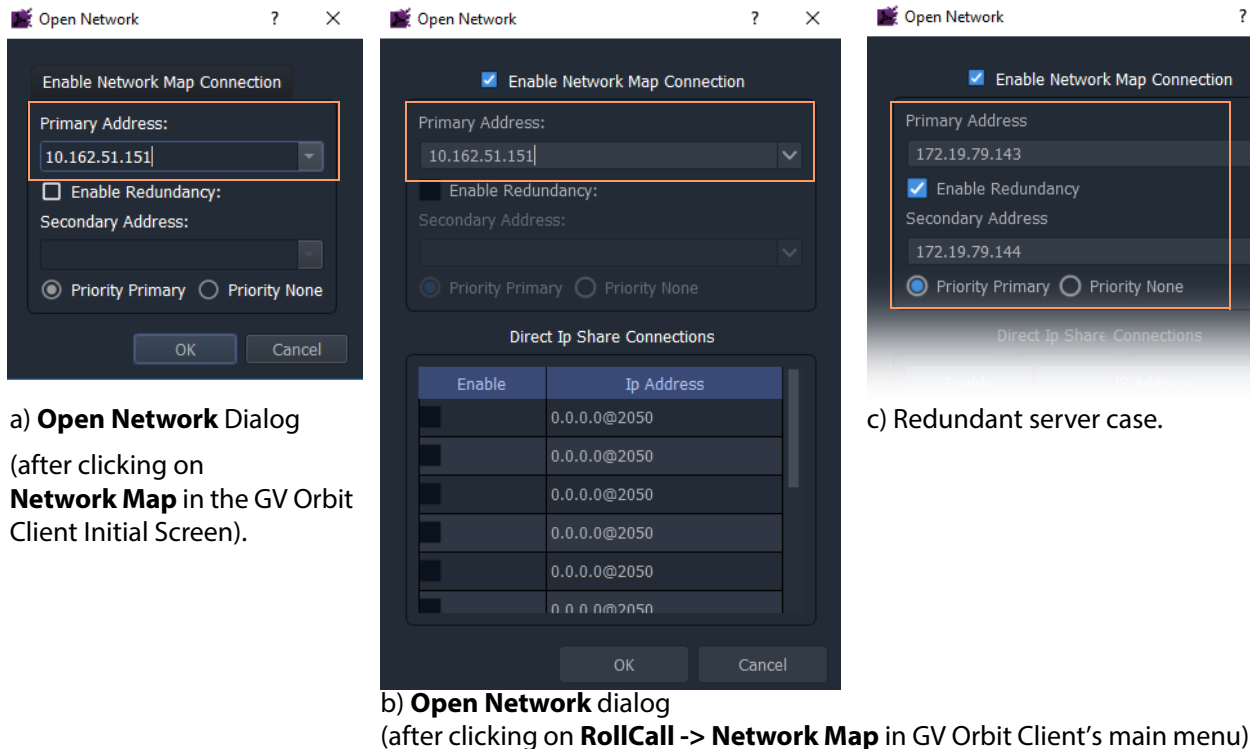 Open Network
?
Enable Network Map Connection
Primary Address:
10.162.51.151
Enable Redundancy:
Secondary Address:
Priority Primary
Priority None
OK
Cancel
a) Open Network Dialog
(after clicking on
Network Map in the GV Orbit
Client Initial Screen).
Open Network
?
Enable Network Map Connection
Primary Address:
10.162.51.151
Enable Redundancy:
Secondary Address:
Priority Primary
Priority None
Direct Ip Share Connections
Enable
Ip Address
0.0.0.0@2050
0.0.0.0@2050
0.0.0.0@2050
0.0.0.0@2050
0.0.0.0@2050
0.0.0.0@2050
OK
Cancel
b) Open Network dialog
(after clicking on RollCall -> Network Map in GV Orbit Client’s main menu)
Open Network
?
Enable Network Map Connection
Primary Address
172.19.79.143
Enable Redundancy
Secondary Address
172.19.79.144
Priority Primary
Priority None
Direct Ip Share Connections
c) Redundant server case.